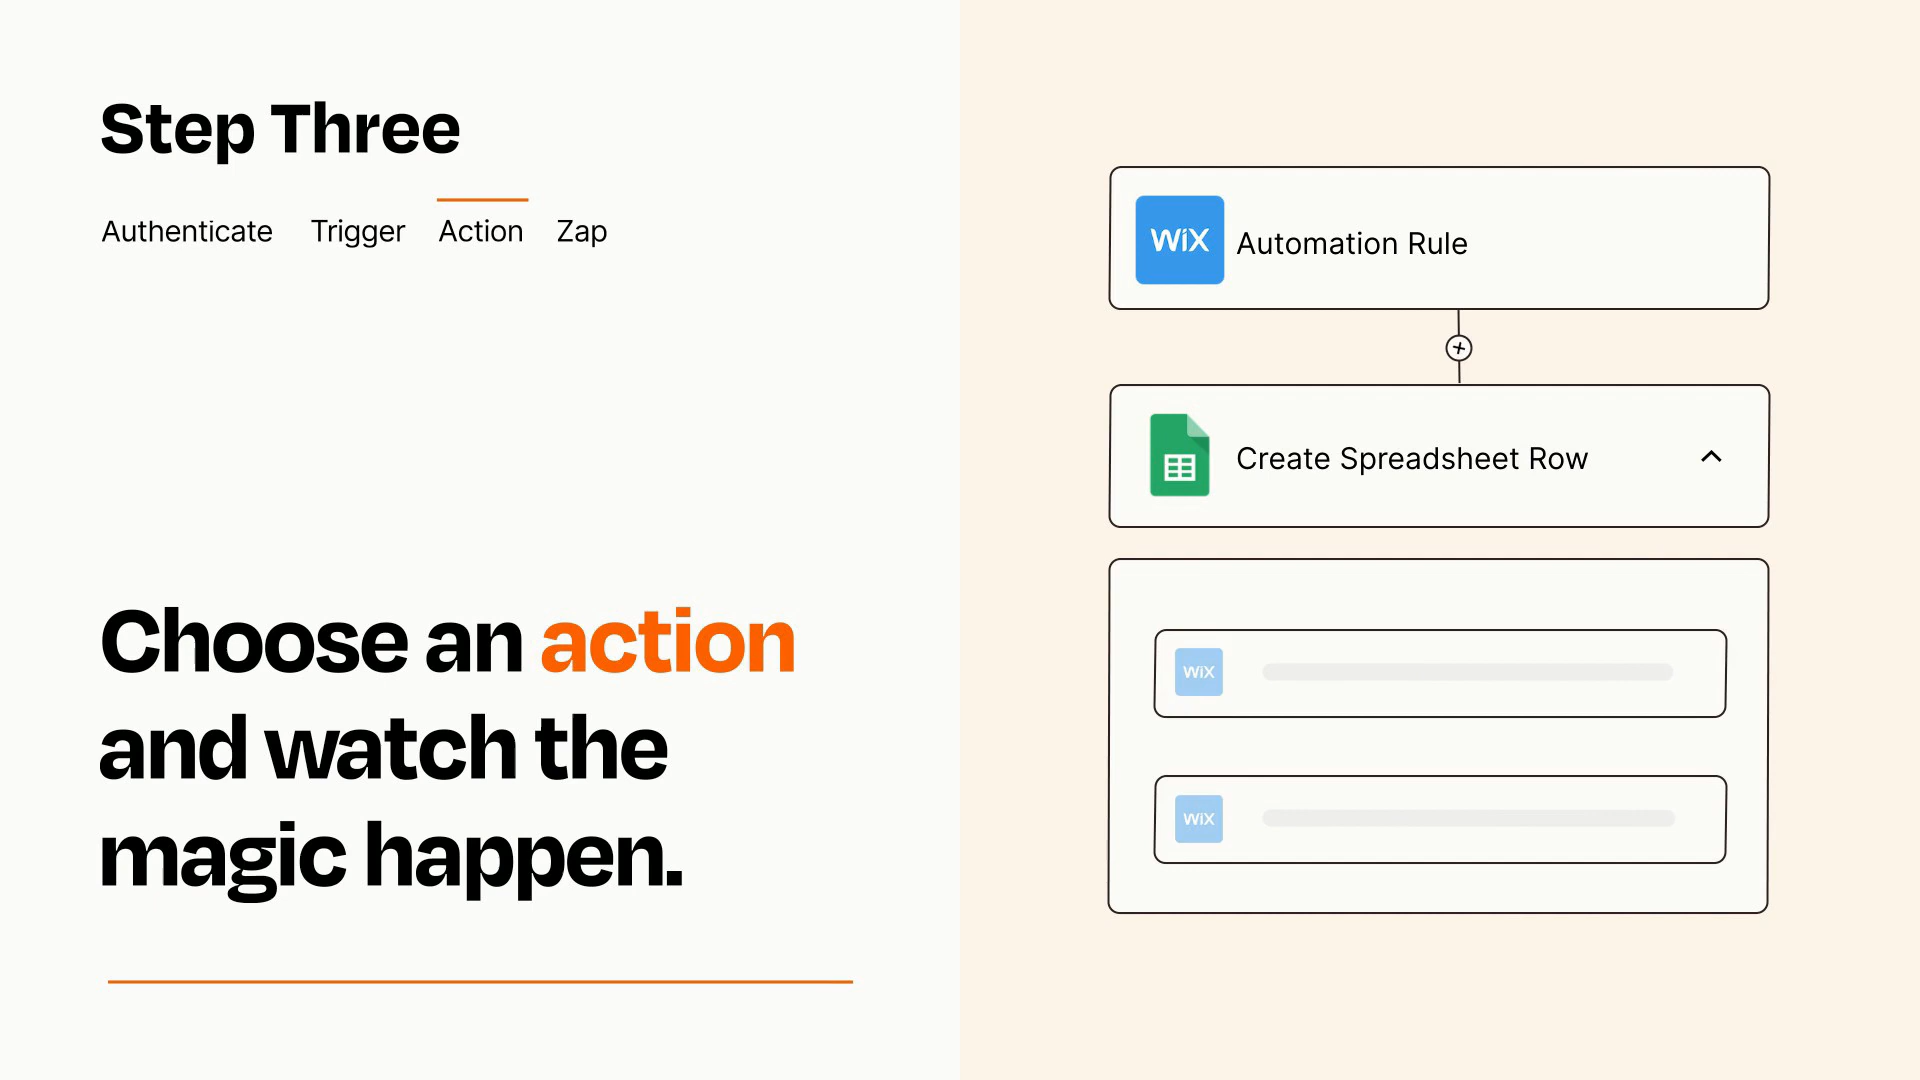 Step Three
Authenticate Trigger Action Zap
Choose an action
and watch the
magic happen.
WiX Automation Rule
Create Spreadsheet Row
WiX
WiX